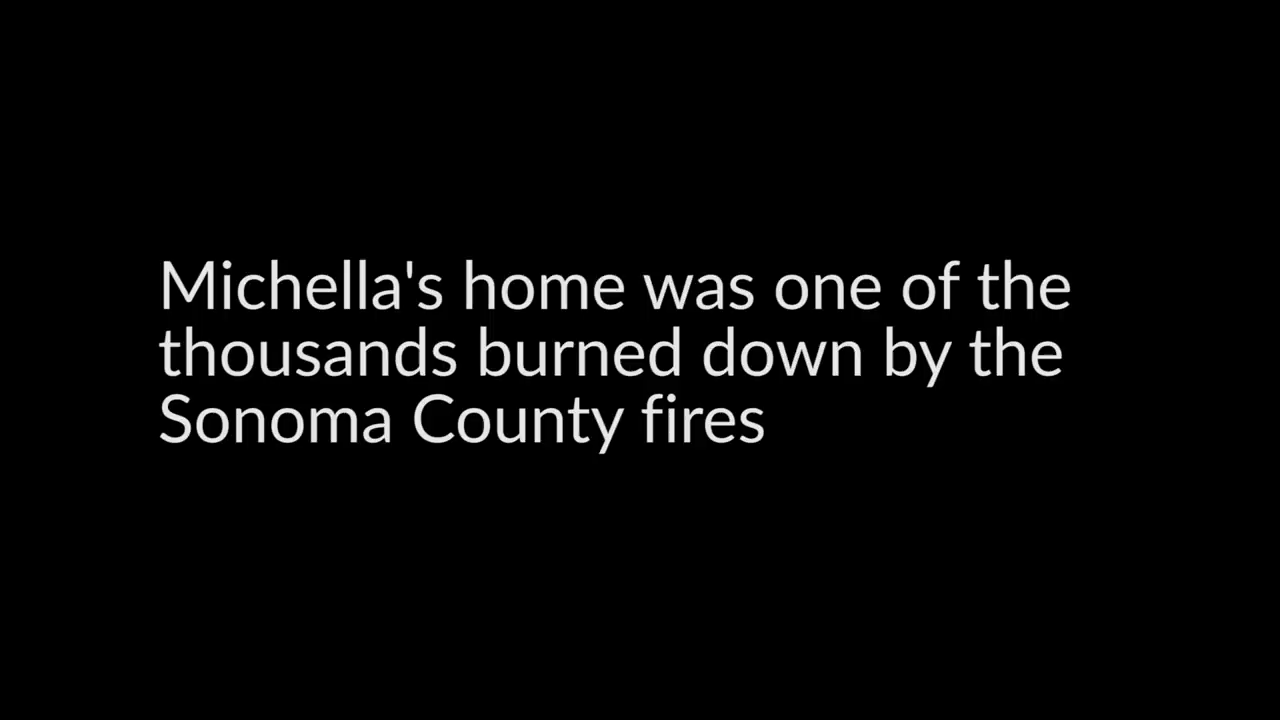 Michella's home was one of the
thousands burned down by the
Sonoma County fires